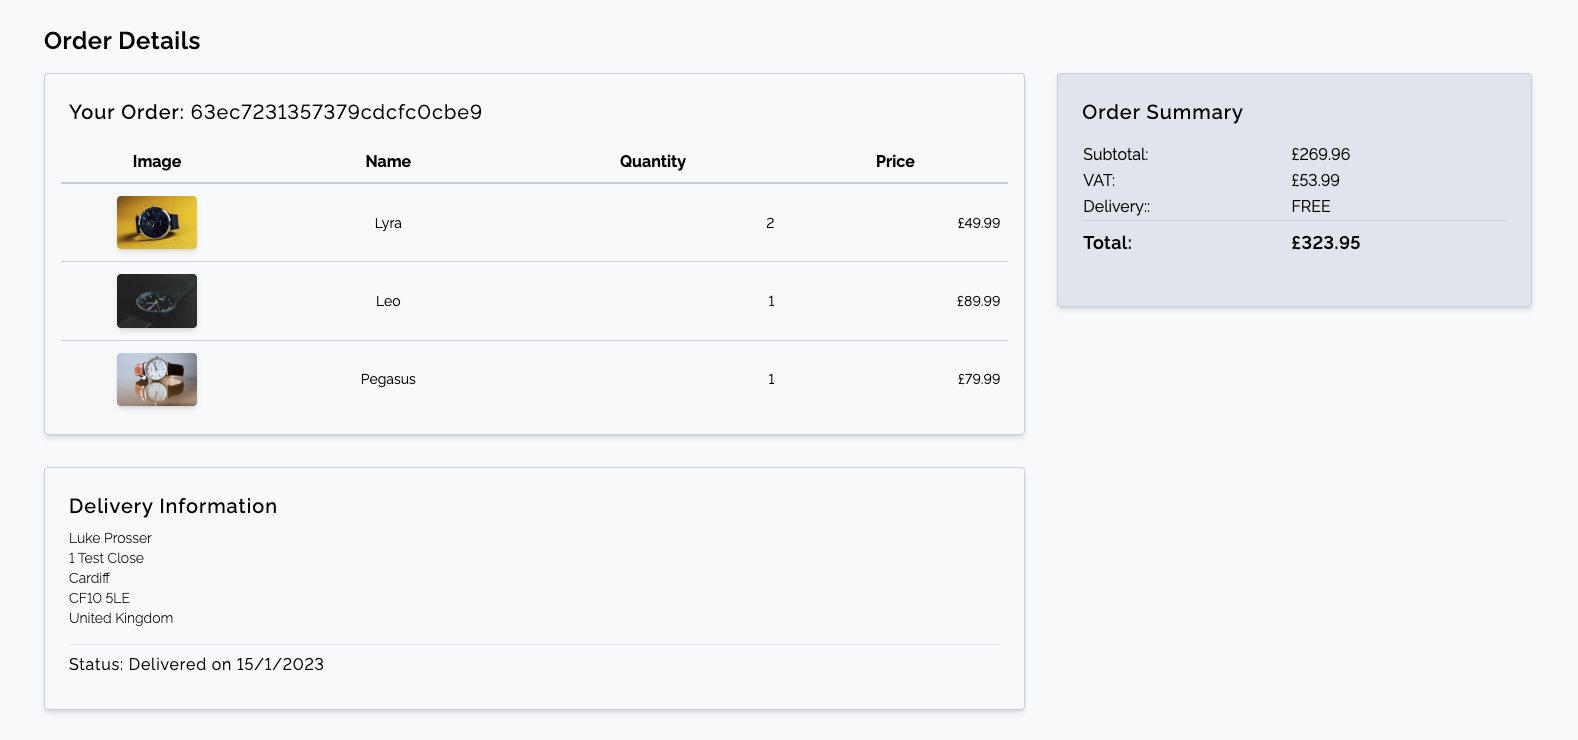 Order Details
Your Order: 63ec7231357379cdcfc0cbe9
Image Name Quantity Price
Lyra 2 £49.99
Leo 1 £89.99
Pegasus 1 £79.99
Delivery Information
Luke Prosser
1 Test Close
Cardiff
CF10 5LE
United Kingdom
Status: Delivered on 15/1/2023
Order Summary
Subtotal: £269.96
VAT: £53.99
Delivery:: FREE
Total: £323.95